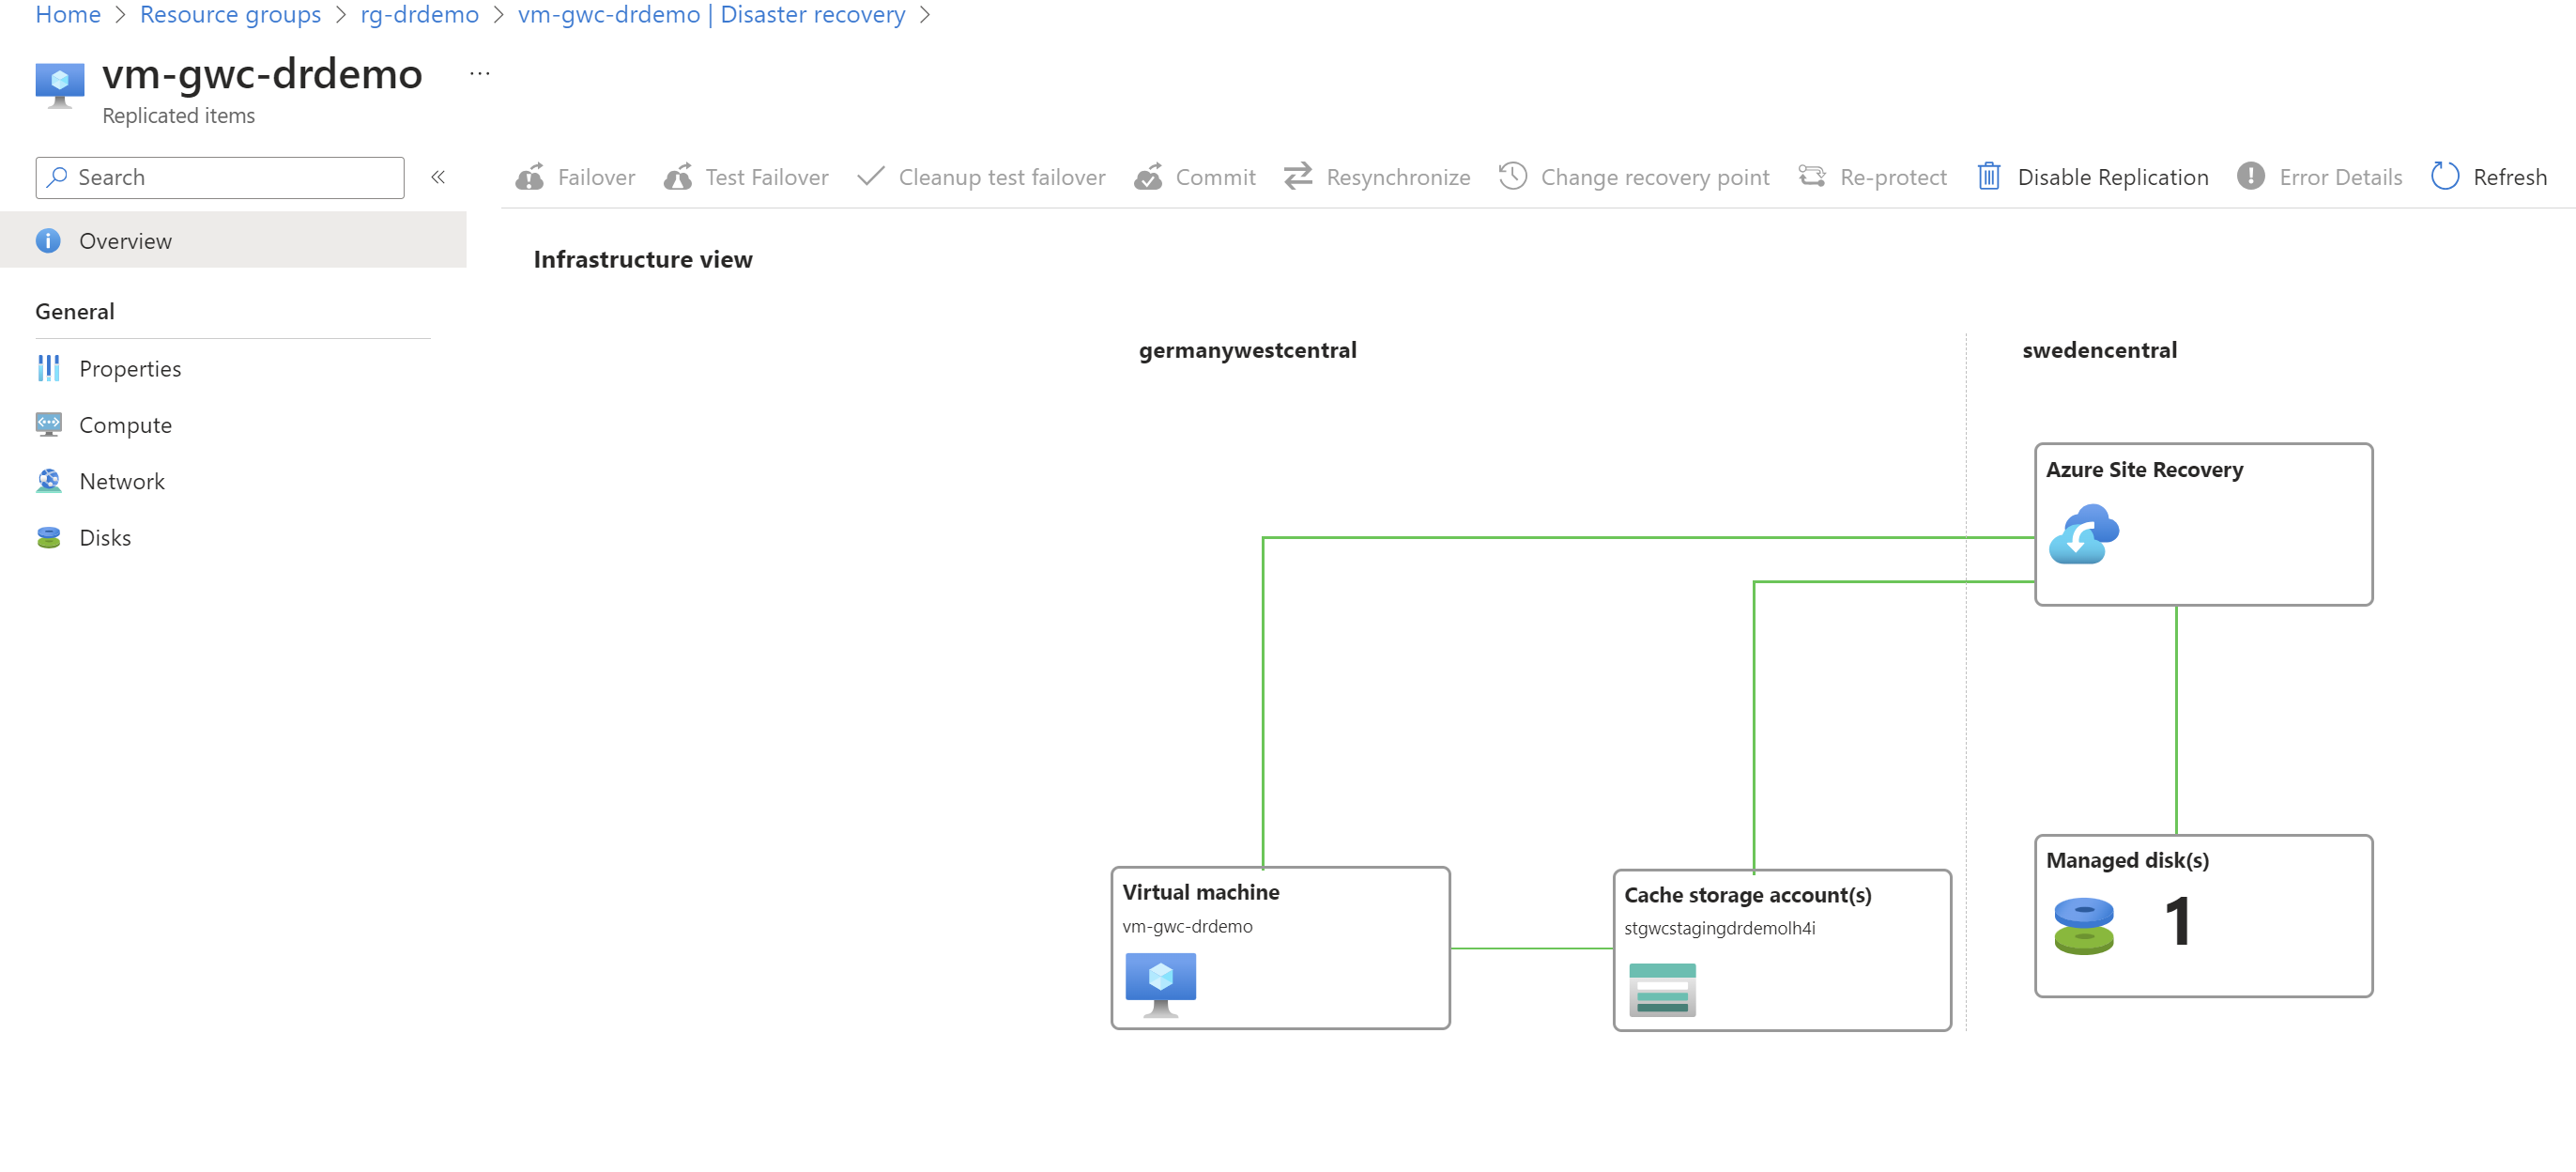 Home > Resource groups > rg-drdemo > vm-gwc-drdemo | Disaster recovery >
vm-gwc-drdemo ...
Replicated items
Search «
Failover Test Failover Cleanup test failover Commit Resynchronize Change recovery point Re-protect Disable Replication Error Details Refresh
Overview
General
Properties
Compute
Network
Disks
Infrastructure view
germanywestcentral swedencentral
Azure Site Recovery
Virtual machine
vm-gwc-drdemo
Cache storage account(s)
stgwcstagingdrdemolh4i
Managed disk(s)
1